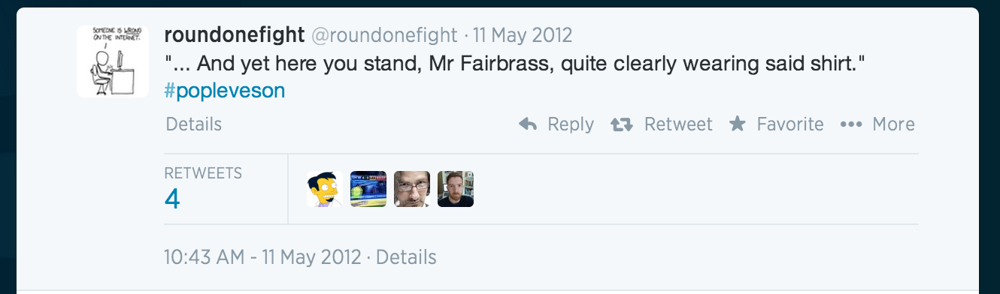 SOMEONE IS WRONG
ON THE INTERNET.
roundonefight @roundonefight · 11 May 2012
"... And yet here you stand, Mr Fairbrass, quite clearly wearing said shirt."
#popleveson
Details Reply Retweet Favorite More
RETWEETS
4
10:43 AM - 11 May 2012 · Details